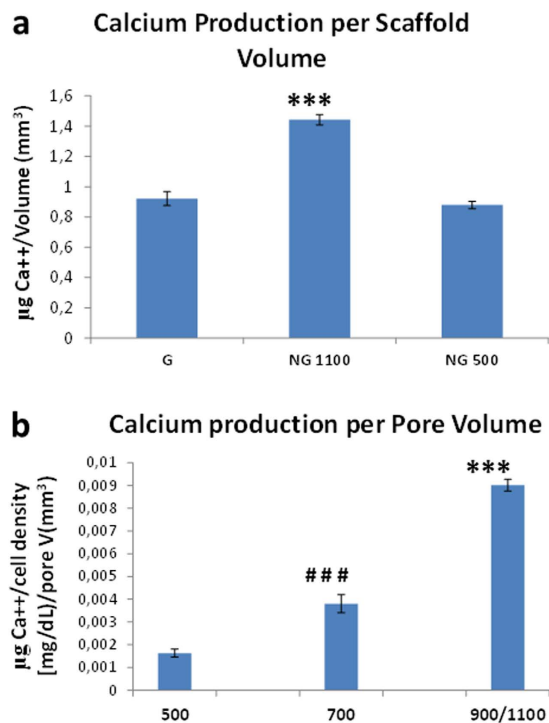 a
Calcium Production per Scaffold
Volume
µg Ca++/Volume (mm³)
1,6
1,4
1,2
1
0,8
0,6
0,4
0,2
0
***
G
NG 1100
NG 500
b
Calcium production per Pore Volume
µg Ca++/cell density
[mg/dL)/pore V(mm³)
0,01
0,009
0,008
0,007
0,006
0,005
0,004
0,003
0,002
0,001
0
###
***
500
700
900/1100